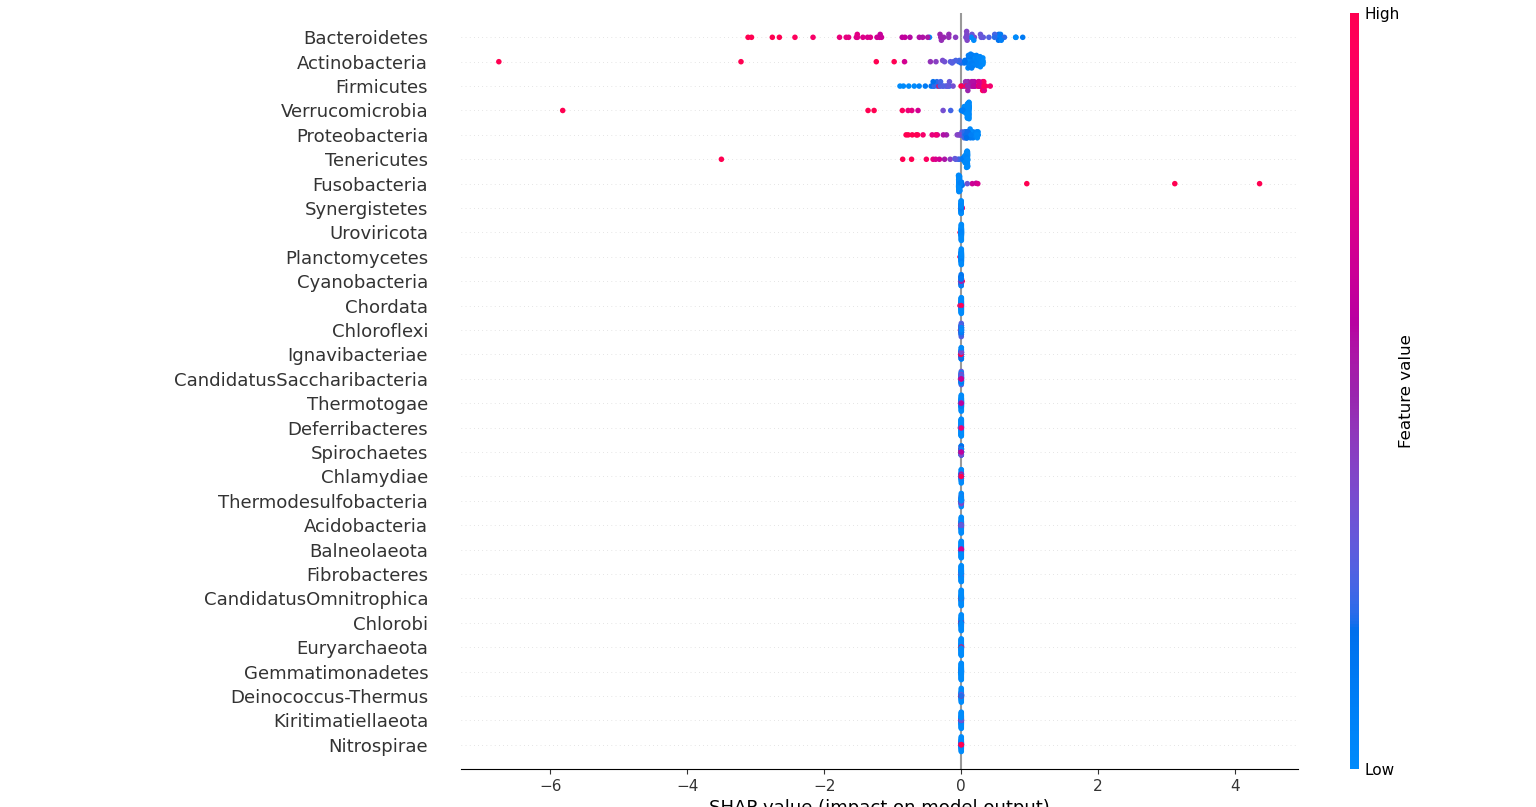 High
Bacteroidetes
Actinobacteria
Firmicutes
Verrucomicrobia
Proteobacteria
Tenericutes
Fusobacteria
Synergistetes
Uroviricota
Planctomycetes
Cyanobacteria
Chordata
Chloroflexi
Ignavibacteriae
CandidatusSaccharibacteria
Thermotogae
Deferribacteres
Spirochaetes
Chlamydiae
Thermodesulfobacteria
Acidobacteria
Balneolaeota
Fibrobacteres
CandidatusOmnitrophica
Chlorobi
Euryarchaeota
Gemmatimonadetes
Deinococcus-Thermus
Kiritimatiellaeota
Nitrospirae
Feature value
Low
−6 −4 −2 0 2 4
SHAP value (impact on model output)